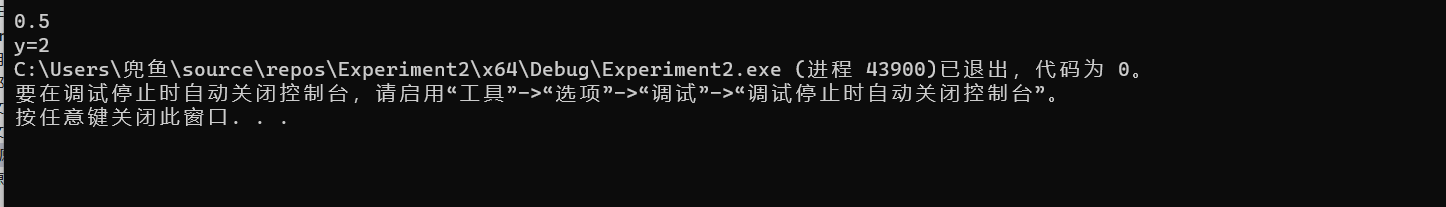 0.5
y=2
C:\Users\兜鱼\source\repos\Experiment2\x64\Debug\Experiment2.exe (进程 43900)已退出，代码为 0。
要在调试停止时自动关闭控制台，请启用“工具”->“选项”->“调试”->“调试停止时自动关闭控制台”。
按任意键关闭此窗口. . .